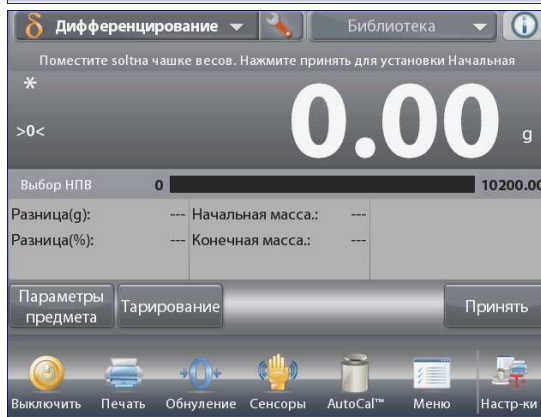 δ Дифференцирование Библиотека
Поместите soltна чашке весов. Нажмите принять для установки Начальная
*
>0<
0.00 g
Выбор НПВ 0 10200.00
Разница(g): --- Начальная масса.: ---
Разница(%): --- Конечная масса.: ---
Параметры предмета Тарирование Принять
Выключить Печать Обнуление Сенсоры AutoCal™ Меню Настр-ки